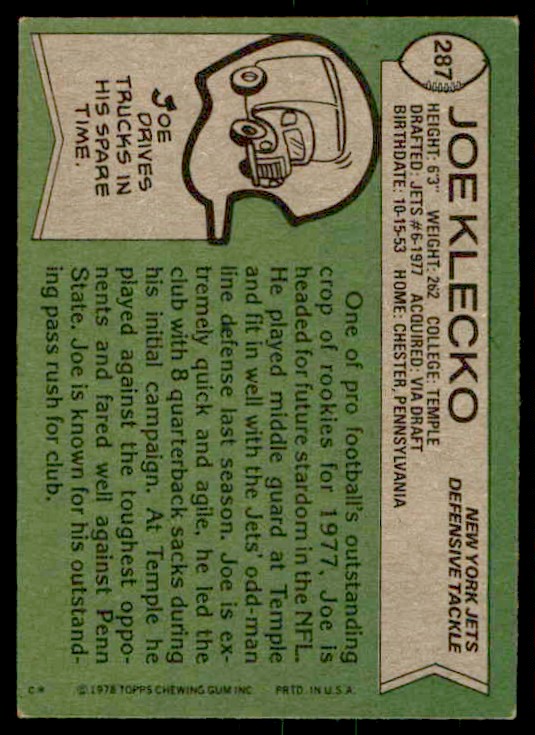 287
JOE KLECKO
NEW YORK JETS
DEFENSIVE TACKLE
HEIGHT: 6'3" WEIGHT: 262 COLLEGE: TEMPLE
DRAFTED: JETS #6-1977 ACQUIRED: VIA DRAFT
BIRTHDATE: 10-15-53 HOME: CHESTER, PENNSYLVANIA
JOE
DRIVES
TRUCKS IN
HIS SPARE
TIME.
One of pro football's outstanding
crop of rookies for 1977, Joe is
headed for future stardom in the NFL.
He played middle guard at Temple
and fit in well with the Jets' odd-man
line defense last season. Joe is ex-
tremely quick and agile, he led the
club with 8 quarterback sacks during
his initial campaign. At Temple he
played against the toughest oppo-
nents and fared well against Penn
State. Joe is known for his outstand-
ing pass rush for club.
C* © 1978 TOPPS CHEWING GUM INC. PRTD. IN U.S.A.